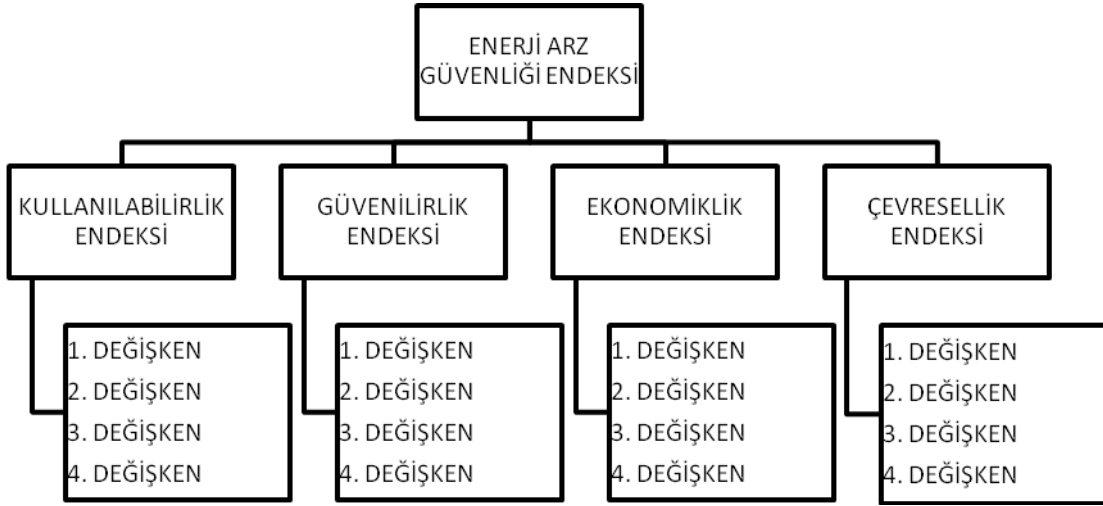 ENERJİ ARZ
GÜVENLİĞİ ENDEKSİ
KULLANILABİLİRLİK
ENDEKSİ
GÜVENİLİRLİK
ENDEKSİ
EKONOMİKLİK
ENDEKSİ
ÇEVRESELLİK
ENDEKSİ
1. DEĞİŞKEN
2. DEĞİŞKEN
3. DEĞİŞKEN
4. DEĞİŞKEN
1. DEĞİŞKEN
2. DEĞİŞKEN
3. DEĞİŞKEN
4. DEĞİŞKEN
1. DEĞİŞKEN
2. DEĞİŞKEN
3. DEĞİŞKEN
4. DEĞİŞKEN
1. DEĞİŞKEN
2. DEĞİŞKEN
3. DEĞİŞKEN
4. DEĞİŞKEN